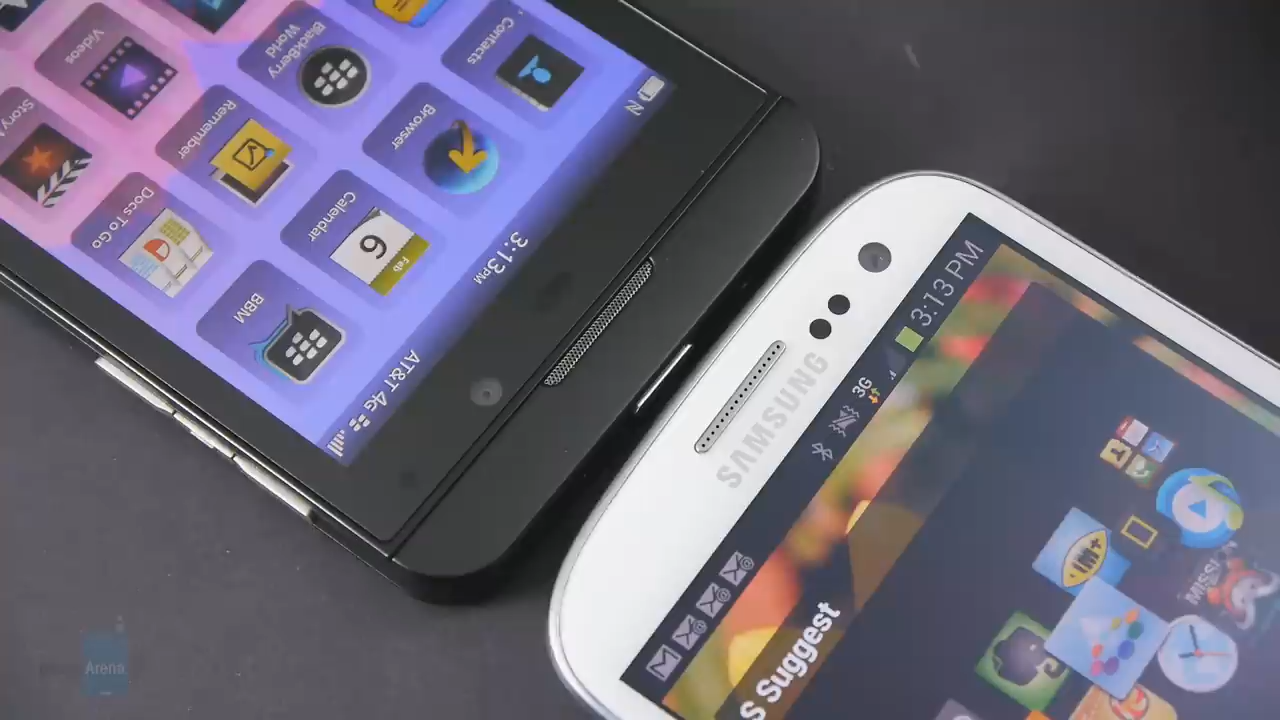 Videos
BlackBerry
World
Contacts
Remember
Browser
Docs To Go
Calendar
6
Feb
BBM
3:13PM
AT&T 4G
SAMSUNG
3G
3:13 PM
S Suggest
IM+
Arena